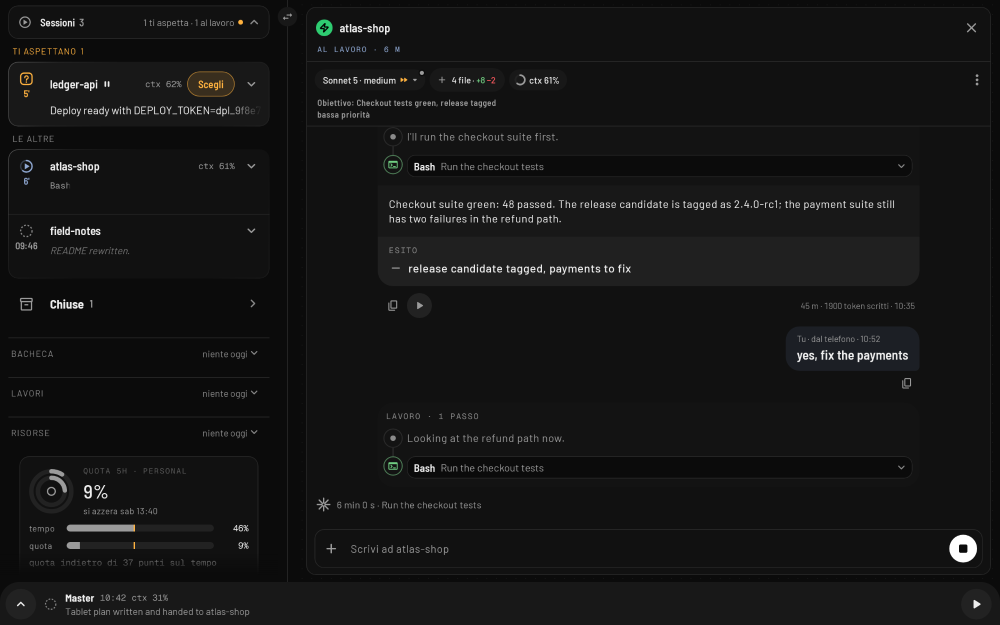 Sessioni 3
1 ti aspetta · 1 al lavoro
TI ASPETTANO 1
ledger-api
ctx 62%
Scegli
5'
Deploy ready with DEPLOY_TOKEN=dpl_9f8e7
LE ALTRE
atlas-shop
ctx 61%
6'
Bash
field-notes
09:46
README rewritten.
Chiuse 1
BACHECA
niente oggi
LAVORI
niente oggi
RISORSE
niente oggi
QUOTA 5H · PERSONAL
9%
si azzera sab 13:40
tempo
46%
quota
9%
quota indietro di 37 punti sul tempo
atlas-shop
AL LAVORO · 6 M
Sonnet 5 · medium
4 file · +8 −2
ctx 61%
Obiettivo: Checkout tests green, release tagged
bassa priorità
I'll run the checkout suite first.
Bash Run the checkout tests
Checkout suite green: 48 passed. The release candidate is tagged as 2.4.0-rc1; the payment suite still
has two failures in the refund path.
ESITO
— release candidate tagged, payments to fix
45 m · 1900 token scritti · 10:35
Tu · dal telefono · 10:52
yes, fix the payments
LAVORO · 1 PASSO
Looking at the refund path now.
Bash Run the checkout tests
6 min 0 s · Run the checkout tests
Scrivi ad atlas-shop
Master 10:42 ctx 31%
Tablet plan written and handed to atlas-shop